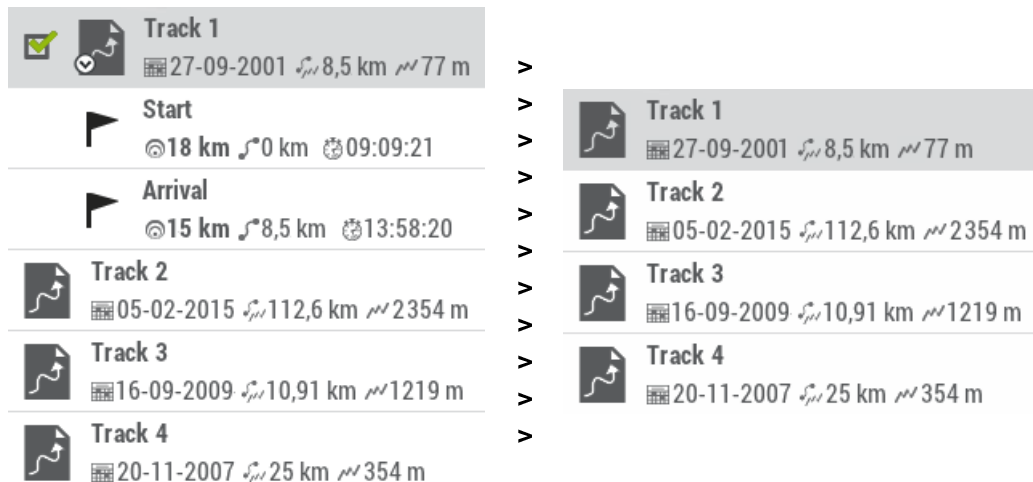 Track 1
27-09-2001 8,5 km 77 m
Start
18 km 0 km 09:09:21
Arrival
15 km 8,5 km 13:58:20
Track 2
05-02-2015 112,6 km 2354 m
Track 3
16-09-2009 10,91 km 1219 m
Track 4
20-11-2007 25 km 354 m
>
>
>
>
>
>
>
>
>
>
>
Track 1
27-09-2001 8,5 km 77 m
Track 2
05-02-2015 112,6 km 2354 m
Track 3
16-09-2009 10,91 km 1219 m
Track 4
20-11-2007 25 km 354 m